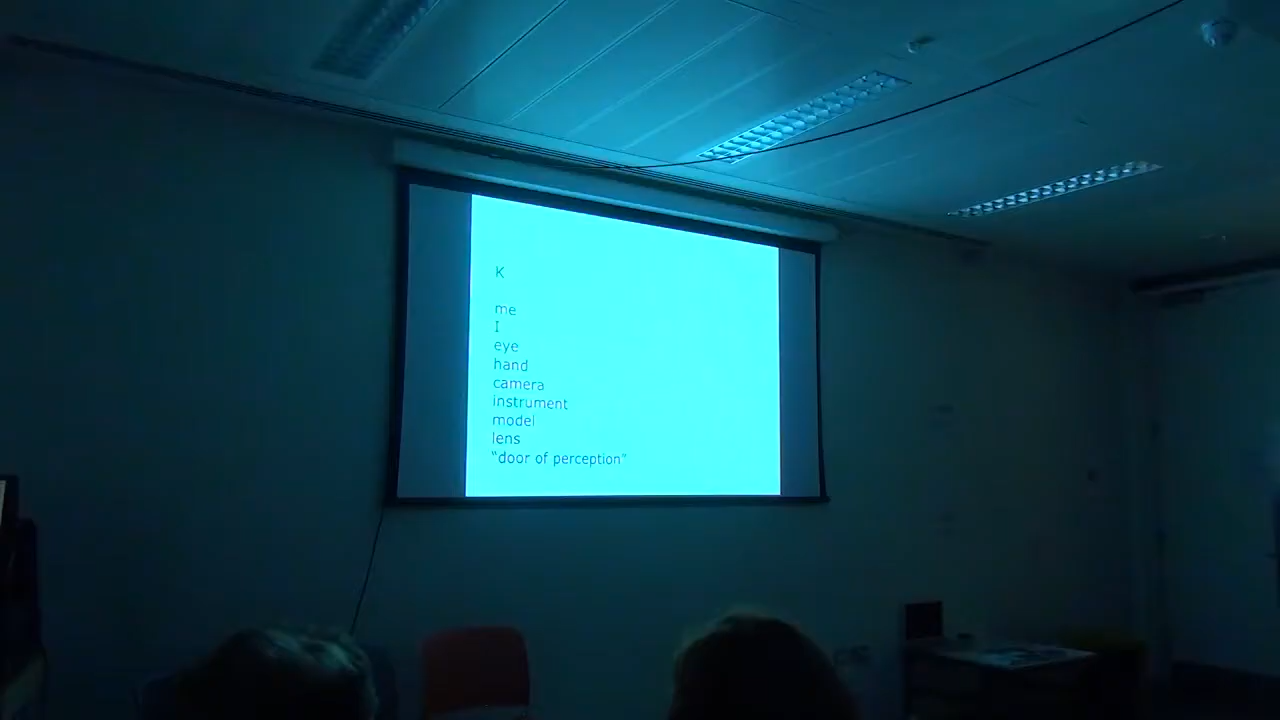 K
me
I
eye
hand
camera
instrument
model
lens
“door of perception”